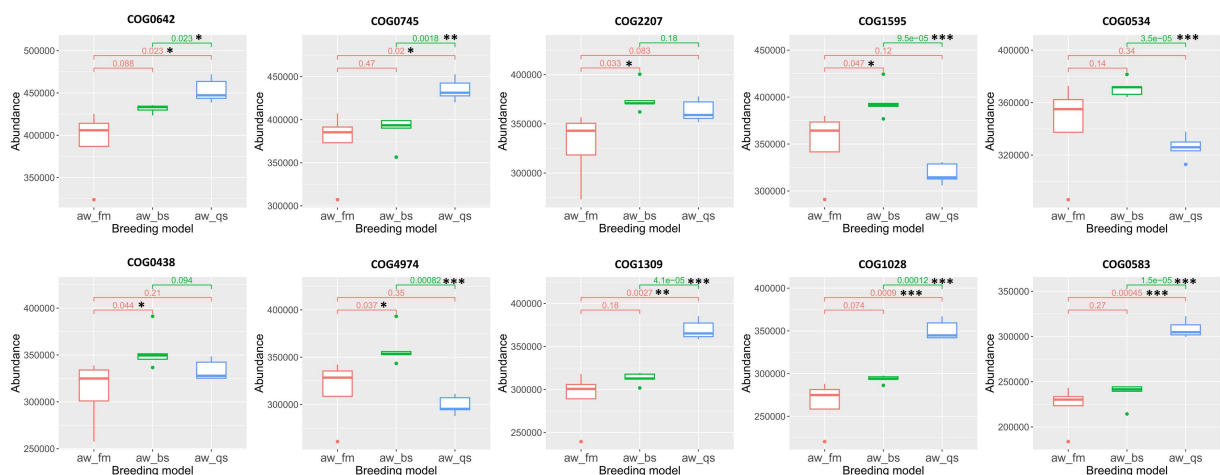 COG0642
COG0745
COG2207
COG1595
COG0534
Abundance
500000
450000
400000
350000
0.023 *
0.023 *
0.088
aw_fm aw_bs aw_qs
Breeding model
Abundance
450000
400000
350000
300000
0.0018 **
0.02 *
0.47
aw_fm aw_bs aw_qs
Breeding model
Abundance
400000
350000
300000
0.18
0.083
0.033 *
aw_fm aw_bs aw_qs
Breeding model
Abundance
450000
400000
350000
300000
9.5e−05 ***
0.12
0.047 *
aw_fm aw_bs aw_qs
Breeding model
Abundance
400000
360000
320000
3.5e−05 ***
0.34
0.14
aw_fm aw_bs aw_qs
Breeding model
COG0438
COG4974
COG1309
COG1028
COG0583
Abundance
400000
350000
300000
250000
0.094
0.21
0.044 *
aw_fm aw_bs aw_qs
Breeding model
Abundance
400000
350000
300000
0.00082 ***
0.35
0.037 *
aw_fm aw_bs aw_qs
Breeding model
Abundance
400000
350000
300000
250000
4.1e−05 ***
0.0027 **
0.18
aw_fm aw_bs aw_qs
Breeding model
Abundance
400000
350000
300000
250000
0.00012 ***
0.0009 ***
0.074
aw_fm aw_bs aw_qs
Breeding model
Abundance
350000
300000
250000
200000
1.5e−05 ***
0.00045 ***
0.27
aw_fm aw_bs aw_qs
Breeding model